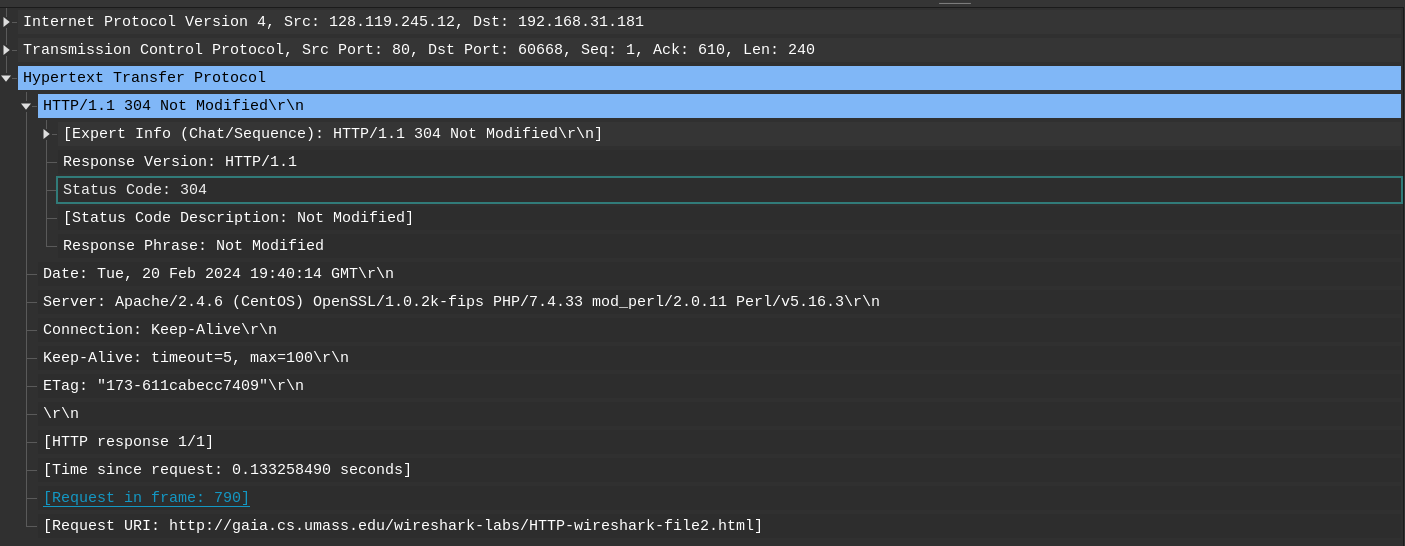 Internet Protocol Version 4, Src: 128.119.245.12, Dst: 192.168.31.181
Transmission Control Protocol, Src Port: 80, Dst Port: 60668, Seq: 1, Ack: 610, Len: 240
Hypertext Transfer Protocol
HTTP/1.1 304 Not Modified\r\n
[Expert Info (Chat/Sequence): HTTP/1.1 304 Not Modified\r\n]
Response Version: HTTP/1.1
Status Code: 304
[Status Code Description: Not Modified]
Response Phrase: Not Modified
Date: Tue, 20 Feb 2024 19:40:14 GMT\r\n
Server: Apache/2.4.6 (CentOS) OpenSSL/1.0.2k-fips PHP/7.4.33 mod_perl/2.0.11 Perl/v5.16.3\r\n
Connection: Keep-Alive\r\n
Keep-Alive: timeout=5, max=100\r\n
ETag: "173-611cabecc7409"\r\n
\r\n
[HTTP response 1/1]
[Time since request: 0.133258490 seconds]
[Request in frame: 790]
[Request URI: http://gaia.cs.umass.edu/wireshark-labs/HTTP-wireshark-file2.html]